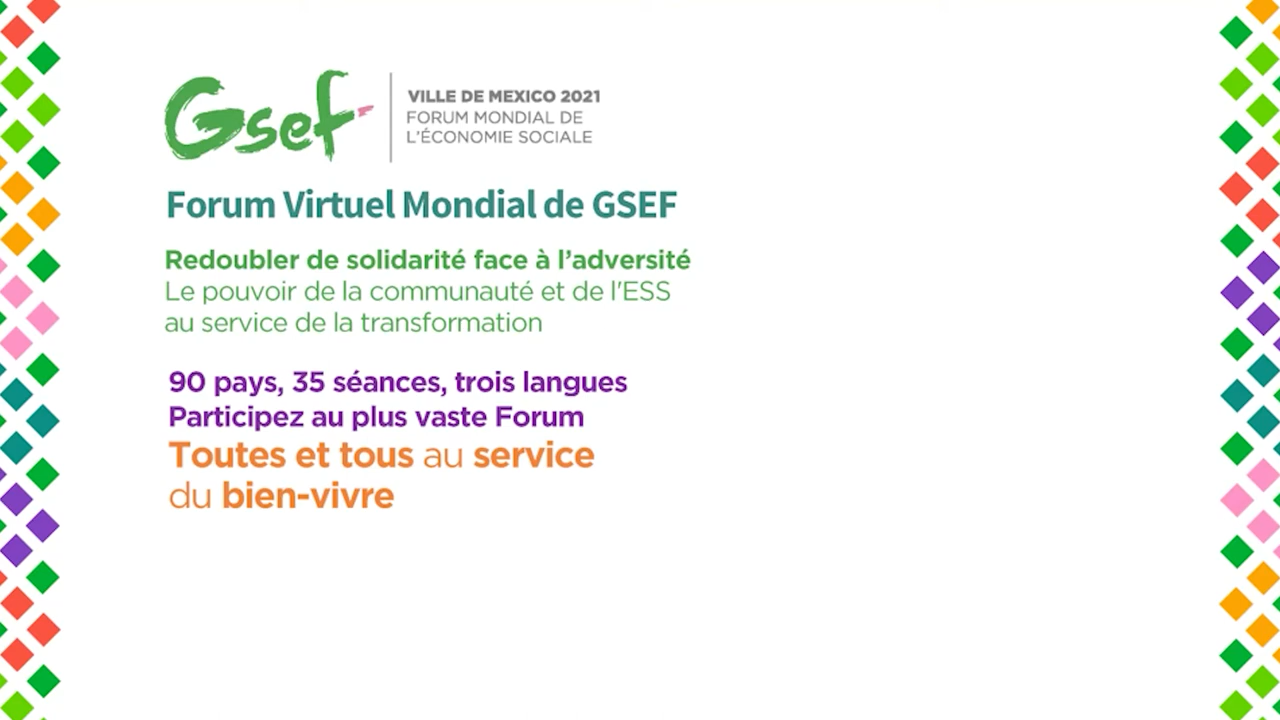 Gsef
VILLE DE MEXICO 2021
FORUM MONDIAL DE
L'ÉCONOMIE SOCIALE
Forum Virtuel Mondial de GSEF
Redoubler de solidarité face à l’adversité
Le pouvoir de la communauté et de l'ESS
au service de la transformation
90 pays, 35 séances, trois langues
Participez au plus vaste Forum
Toutes et tous au service
du bien-vivre